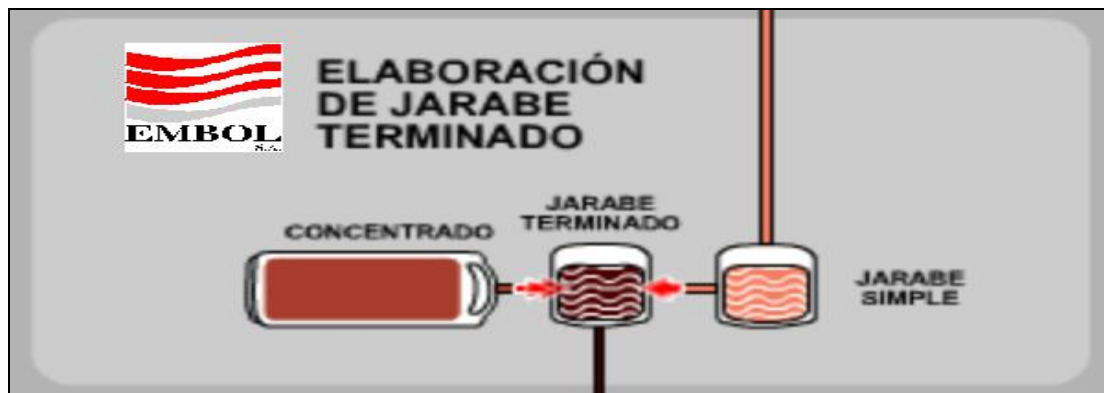 EMBOL
S.A.
ELABORACIÓN
DE JARABE
TERMINADO
CONCENTRADO
JARABE
TERMINADO
JARABE
SIMPLE